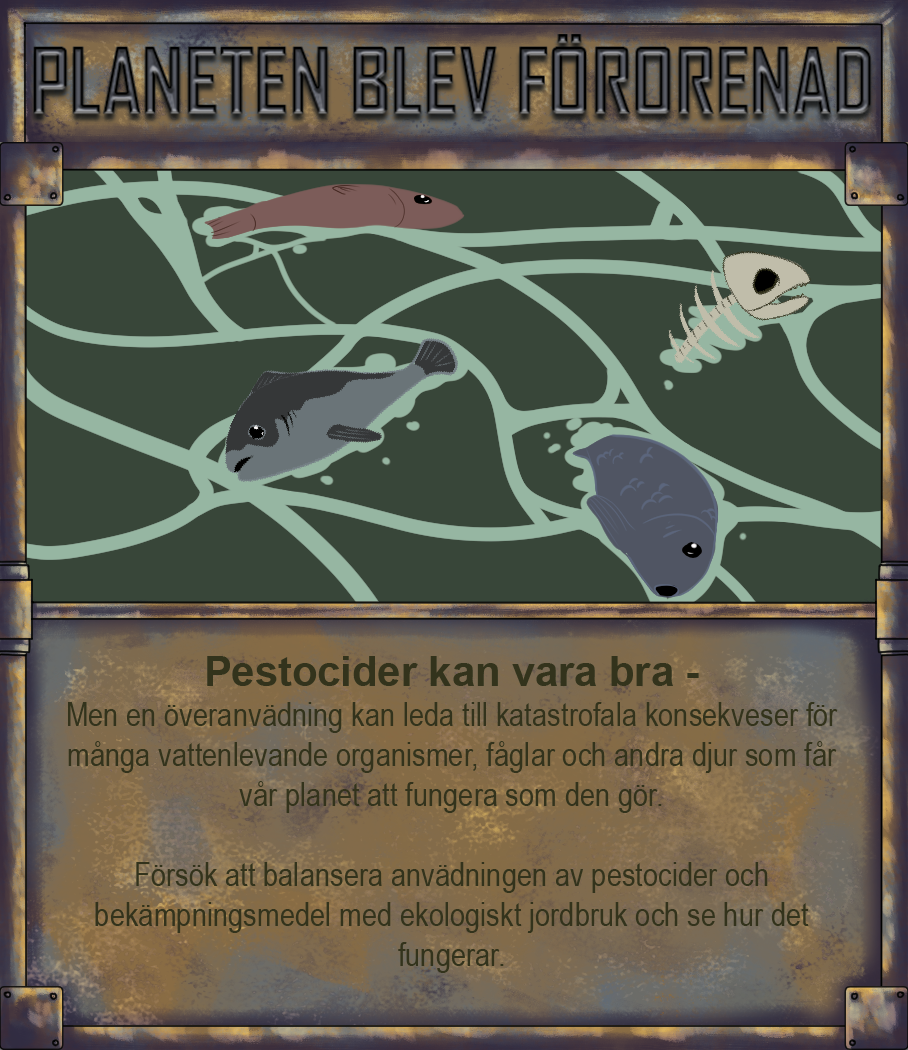 PLANETEN BLEV FÖRORENAD
Pestocider kan vara bra -
Men en överanvädning kan leda till katastrofala konsekveser för
många vattenlevande organismer, fåglar och andra djur som får
vår planet att fungera som den gör.
Försök att balansera anvädningen av pestocider och
bekämpningsmedel med ekologiskt jordbruk och se hur det
fungerar.